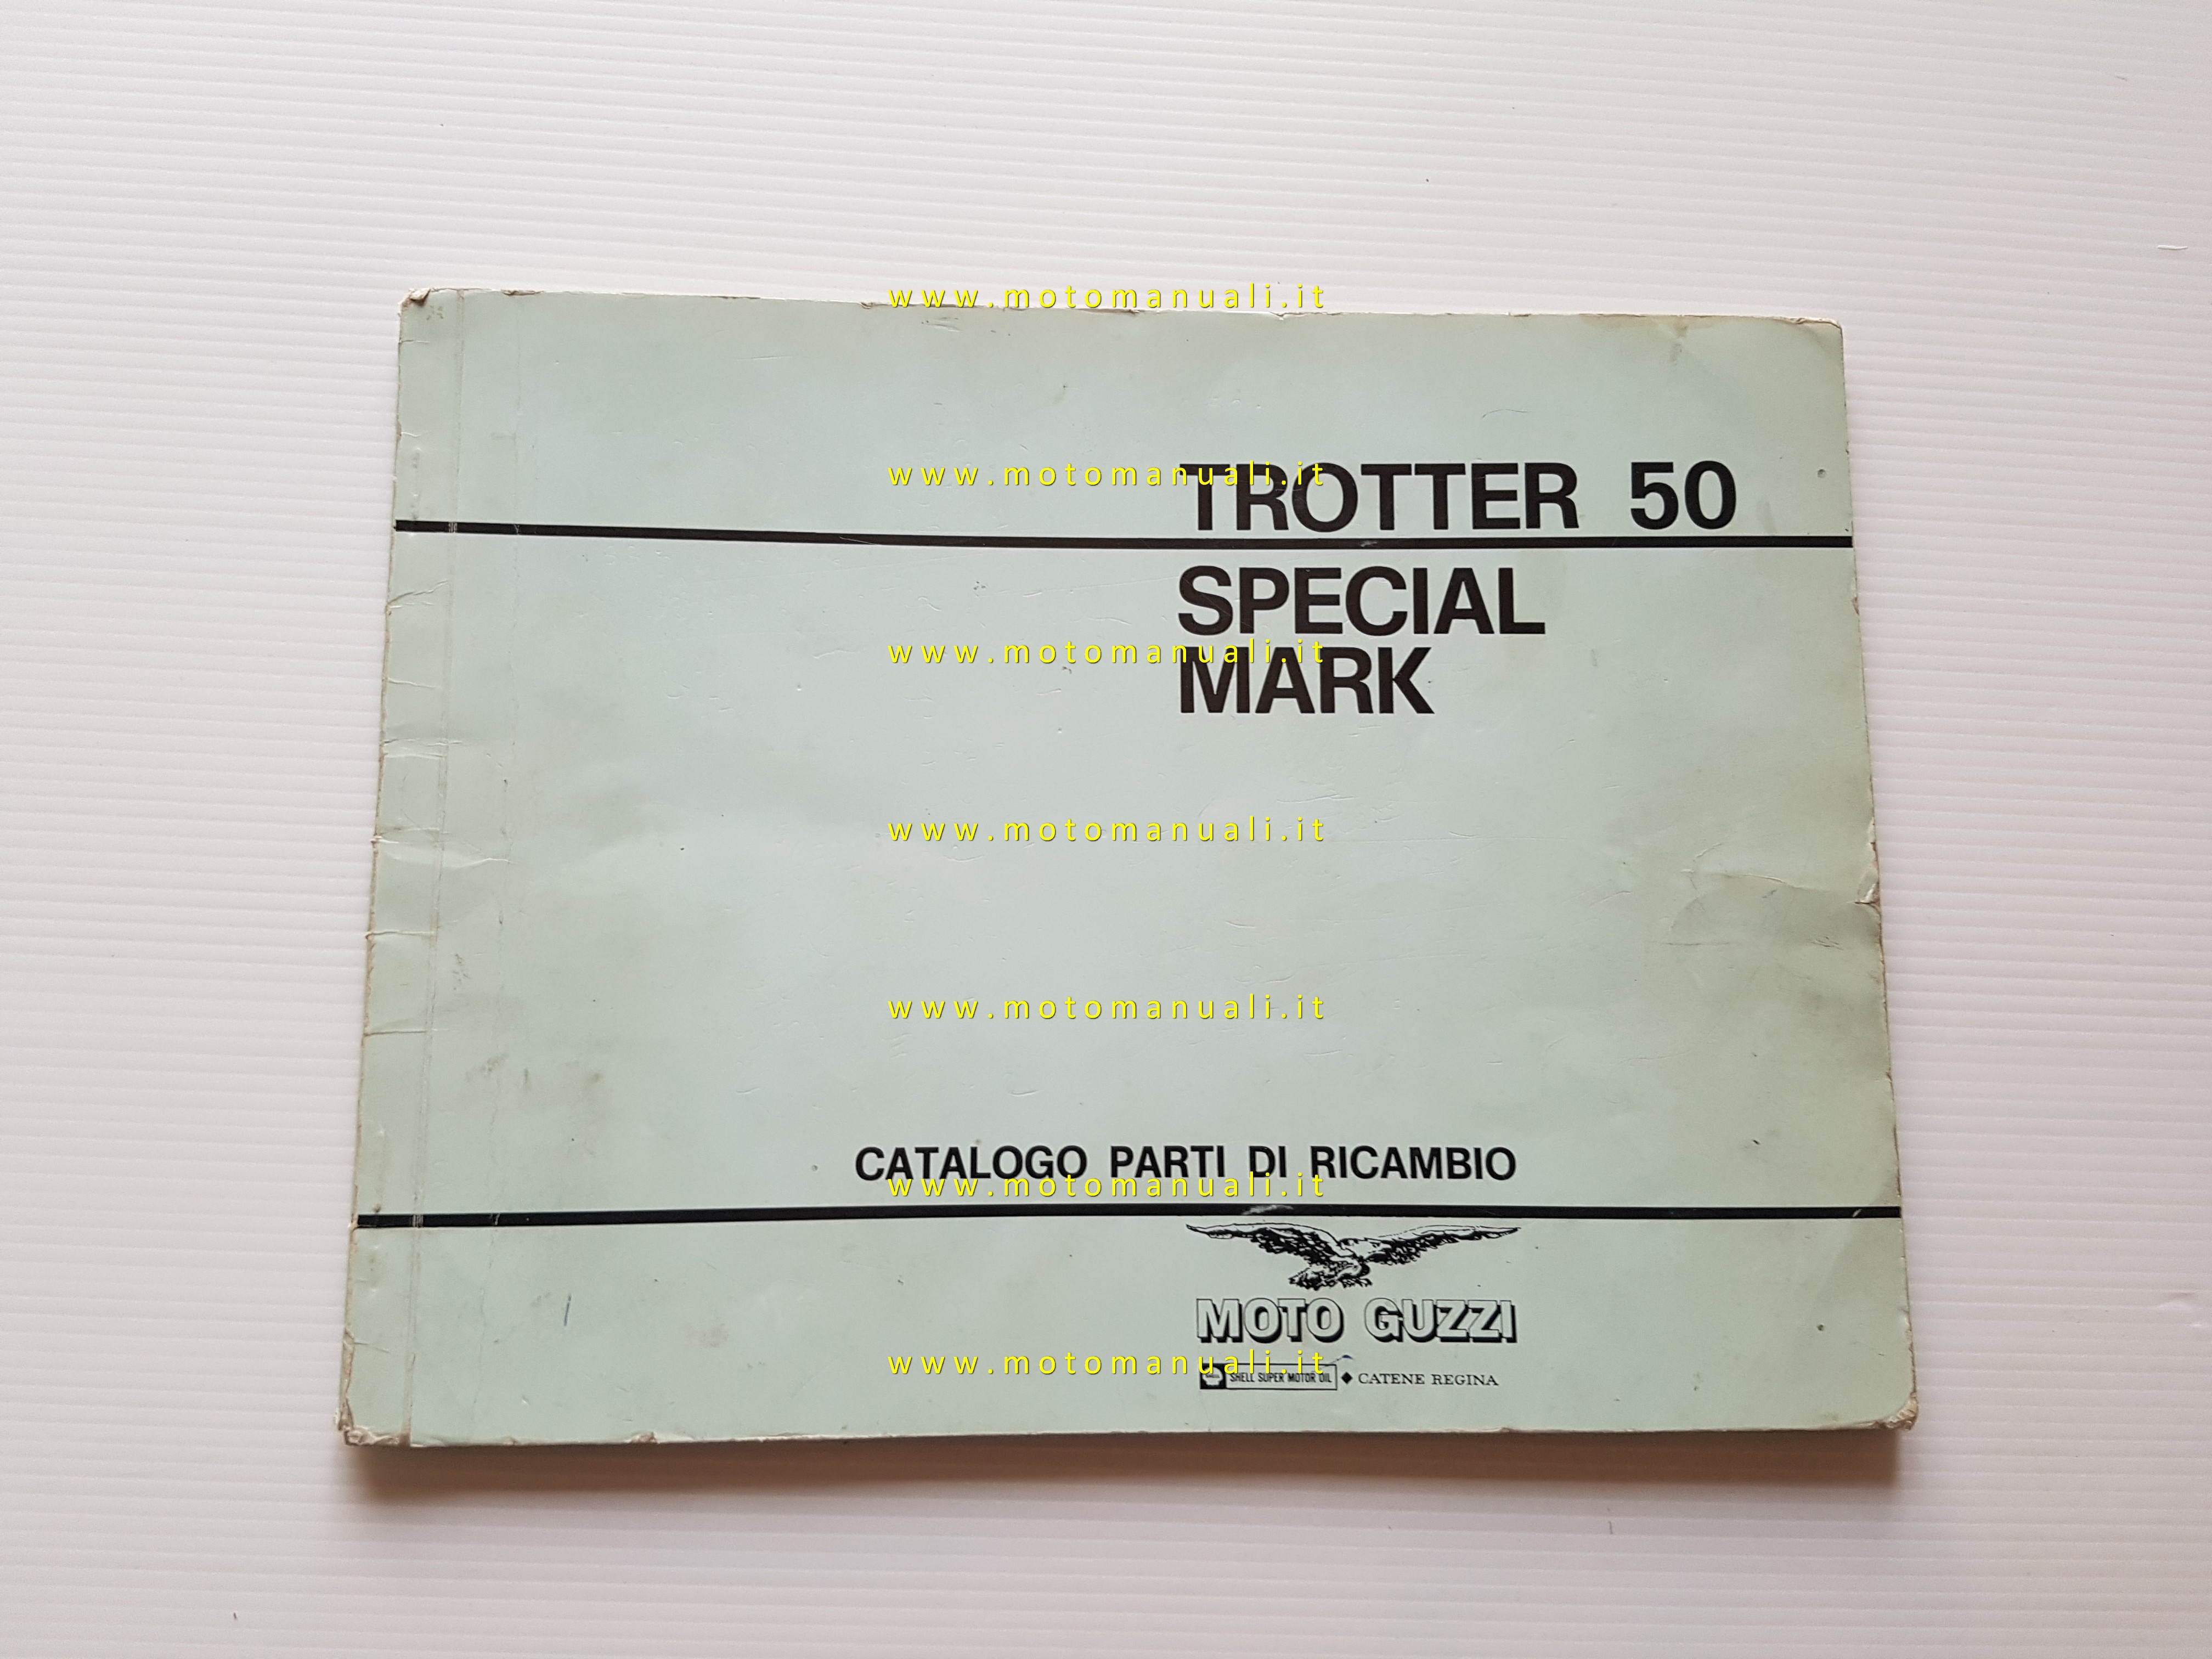 www.motomanuali.it
TROTTER 50
www.motomanuali.it
SPECIAL
www.motomanuali.it
MARK
www.motomanuali.it
www.motomanuali.it
CATALOGO PARTI DI RICAMBIO
www.motomanuali.it
MOTO GUZZI
www.motomanuali.it
SHELL SUPER MOTOR OIL ◆ CATENE REGINA